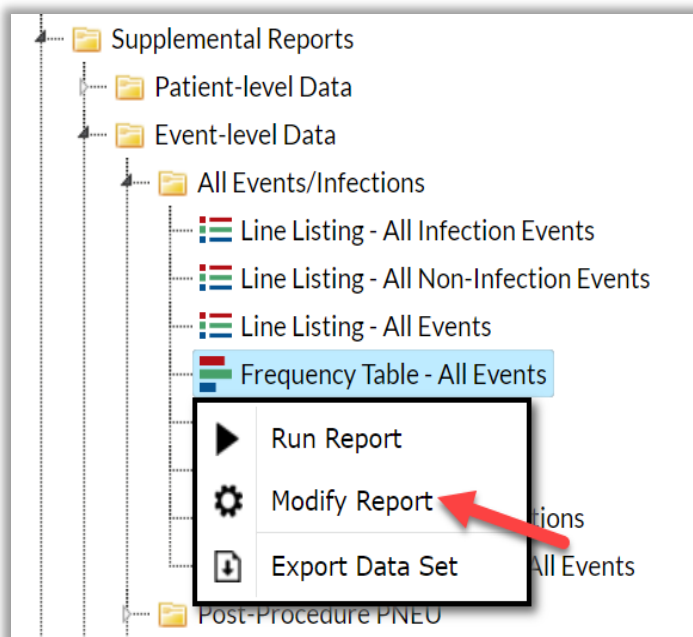 Supplemental Reports
Patient-level Data
Event-level Data
All Events/Infections
Line Listing - All Infection Events
Line Listing - All Non-Infection Events
Line Listing - All Events
Frequency Table - All Events
Run Report
Modify Report
tions
Export Data Set
All Events
Post-Procedure PNEU